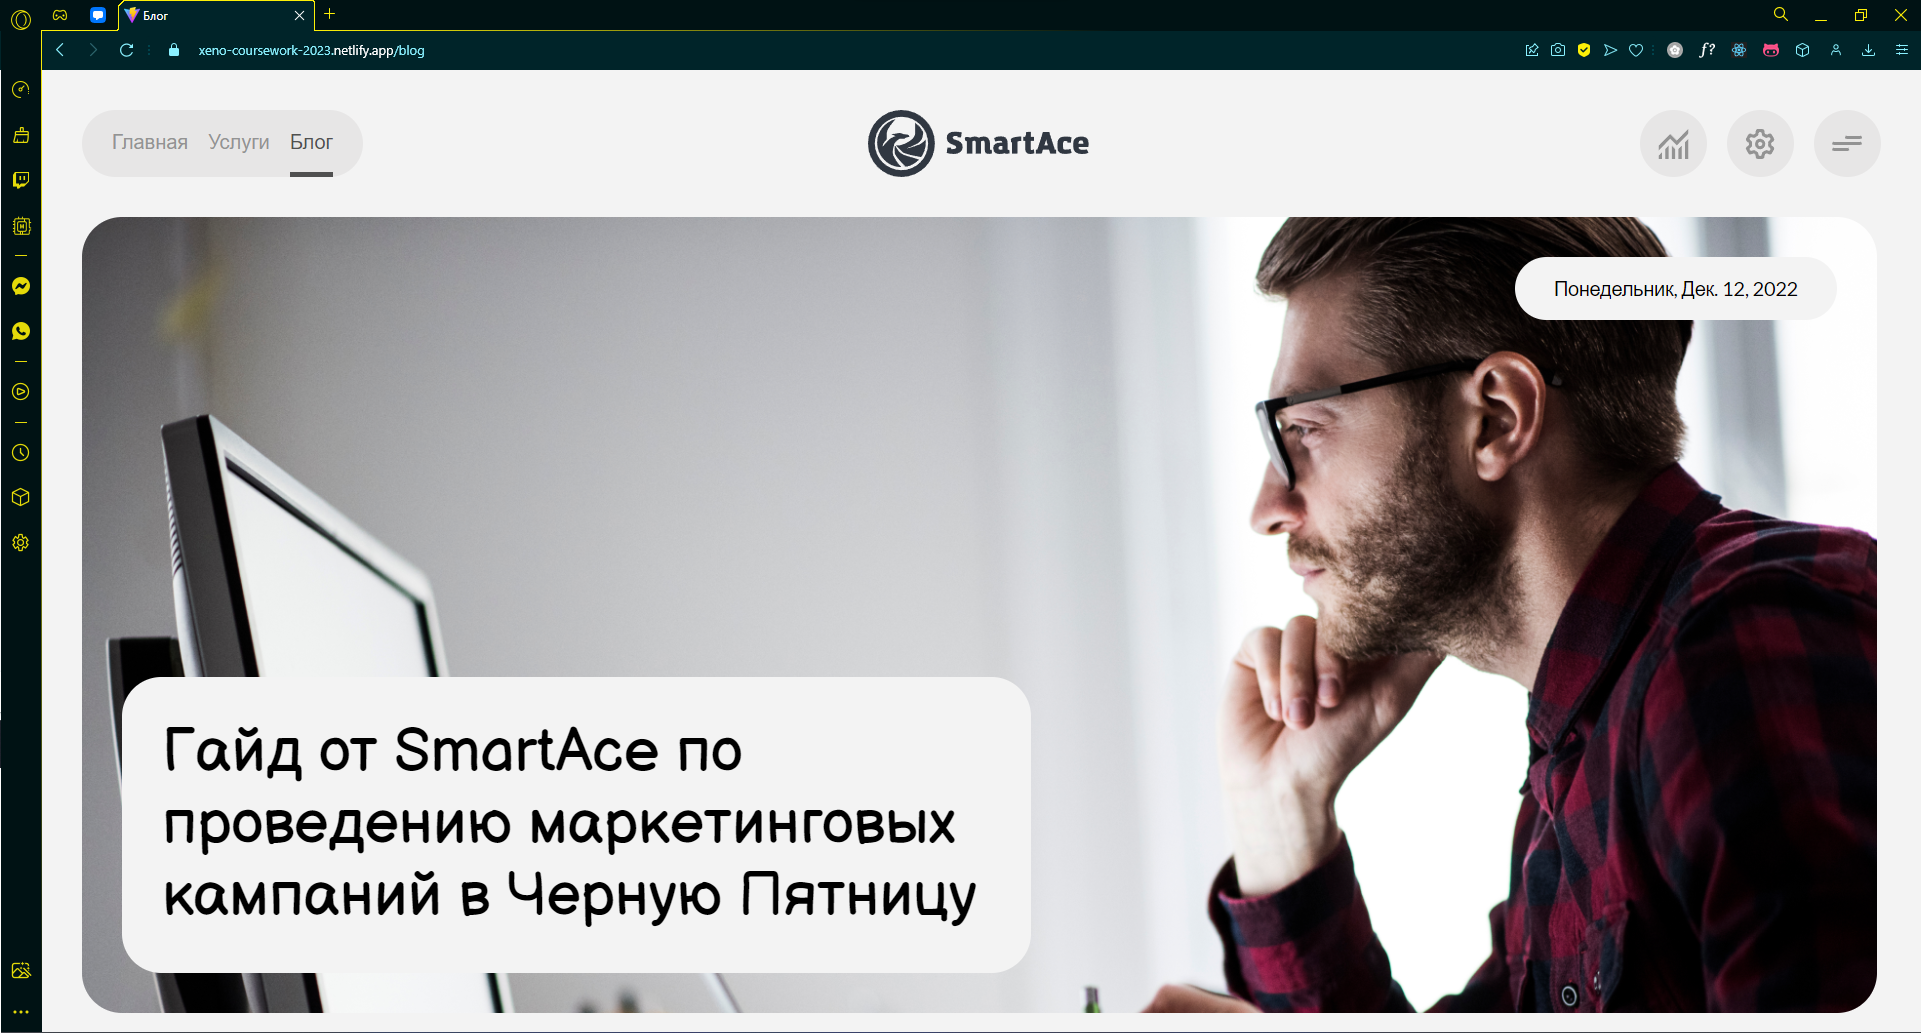 Блог
xeno-coursework-2023.netlify.app/blog
f?
Главная Услуги Блог
SmartAce
Понедельник, Дек. 12, 2022
Гайд от SmartAce по
проведению маркетинговых
кампаний в Черную Пятницу